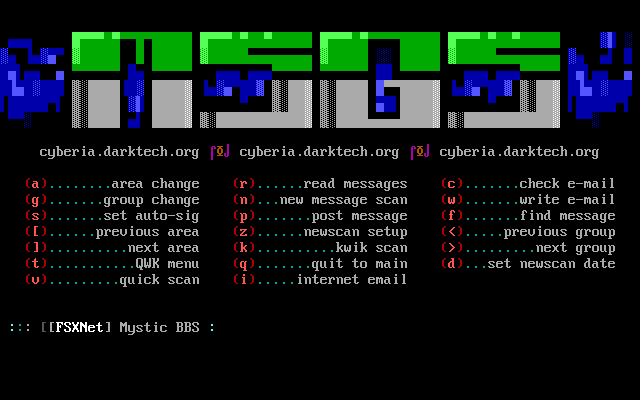 msgs
cyberia.darktech.org ⌠☼⌡ cyberia.darktech.org ⌠☼⌡ cyberia.darktech.org
(a)........area change (r)......read messages (c).......check e-mail
(g).......group change (n)...new message scan (w).......write e-mail
(s).......set auto-sig (p).......post message (f).......find message
([)......previous area (z)......newscan setup (<).....previous group
(])..........next area (k)..........kwik scan (>).........next group
(t)...........QWK menu (q).......quit to main (d)...set newscan date
(v).........quick scan (i).....internet email
::: [[FSXNet] Mystic BBS :